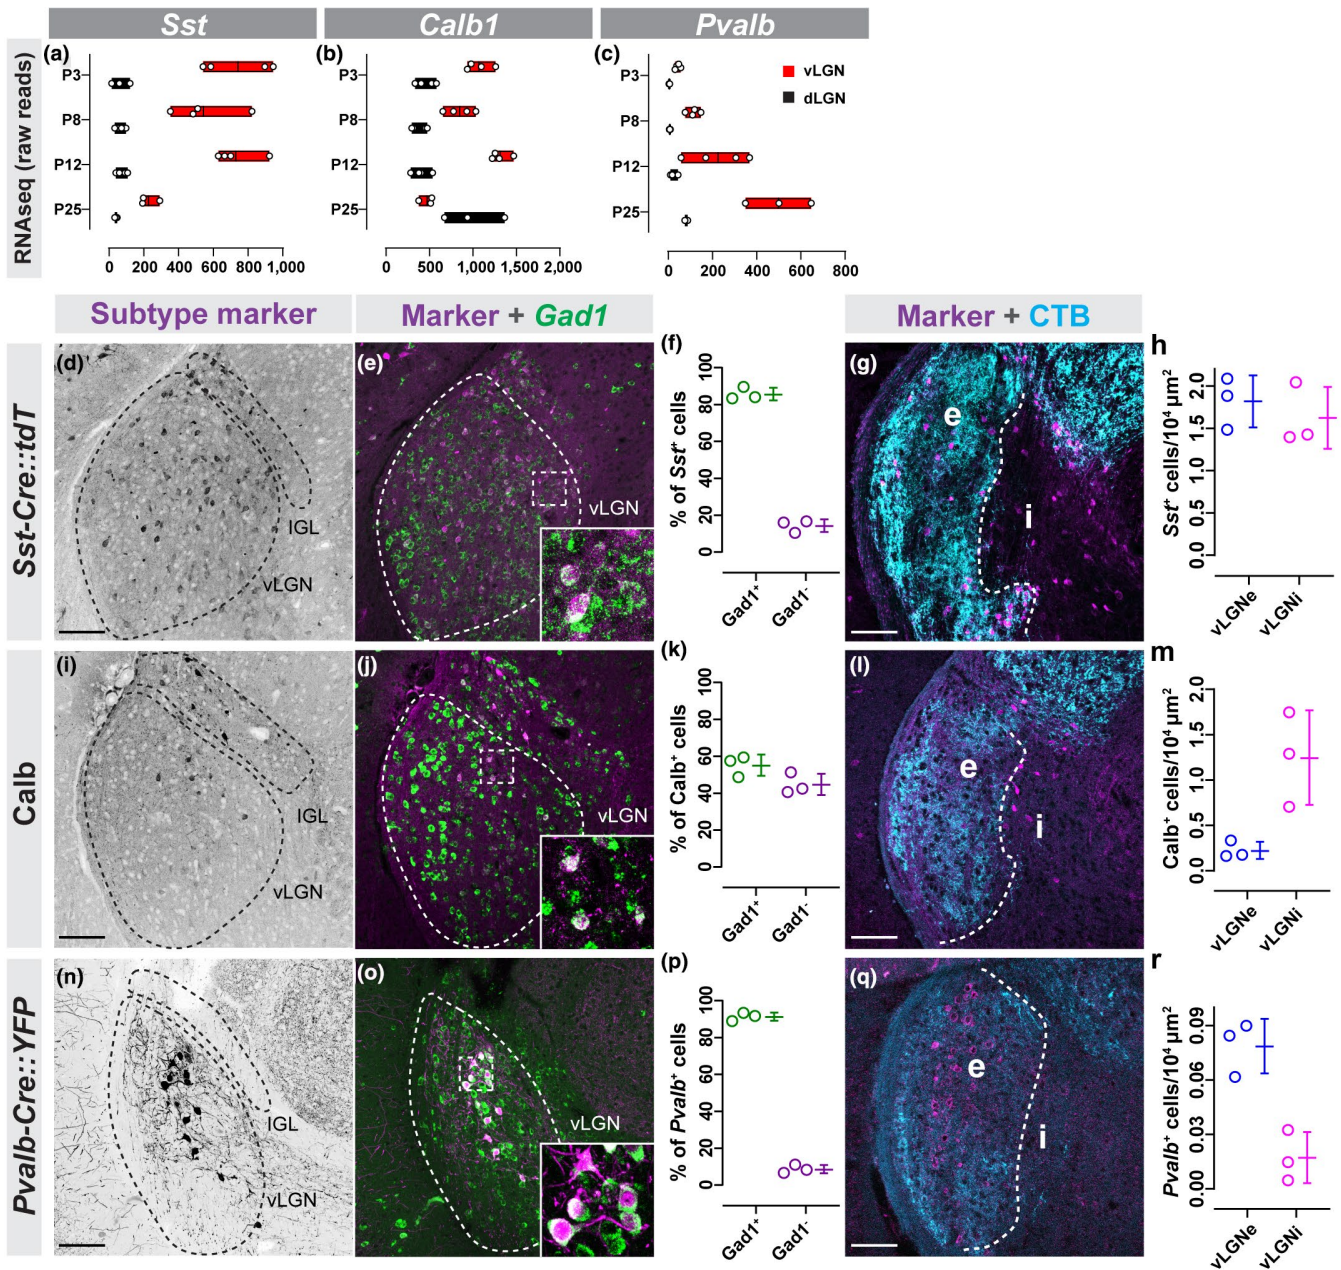 Sst
Calb1
Pvalb
RNAseq (raw reads)
(a)
P3
P8
P12
P25
0 200 400 600 800 1,000
(b)
P3
P8
P12
P25
0 500 1,000 1,500 2,000
(c)
P3
P8
P12
P25
0 200 400 600 800
vLGN
dLGN
Subtype marker
Marker + Gad1
Marker + CTB
Sst-Cre::tdT
(d)
IGL
vLGN
(e)
vLGN
(f)
% of Sst⁺ cells
100
80
60
40
20
0
Gad1⁺
Gad1⁻
(g)
e
i
h
Sst⁺ cells/10⁴ µm²
2.0
1.5
1.0
0.5
0.0
vLGNe
vLGNi
Calb
(i)
IGL
vLGN
(j)
vLGN
(k)
% of Calb⁺ cells
100
80
60
40
20
0
Gad1⁺
Gad1⁻
(l)
e
i
m
Calb⁺ cells/10⁴ µm²
2.0
1.5
1.0
0.5
0.0
vLGNe
vLGNi
Pvalb-Cre::YFP
(n)
IGL
vLGN
(o)
vLGN
(p)
% of Pvalb⁺ cells
100
80
60
40
20
0
Gad1⁺
Gad1⁻
(q)
e
i
r
Pvalb⁺ cells/10⁴ µm²
0.09
0.06
0.03
0.00
vLGNe
vLGNi